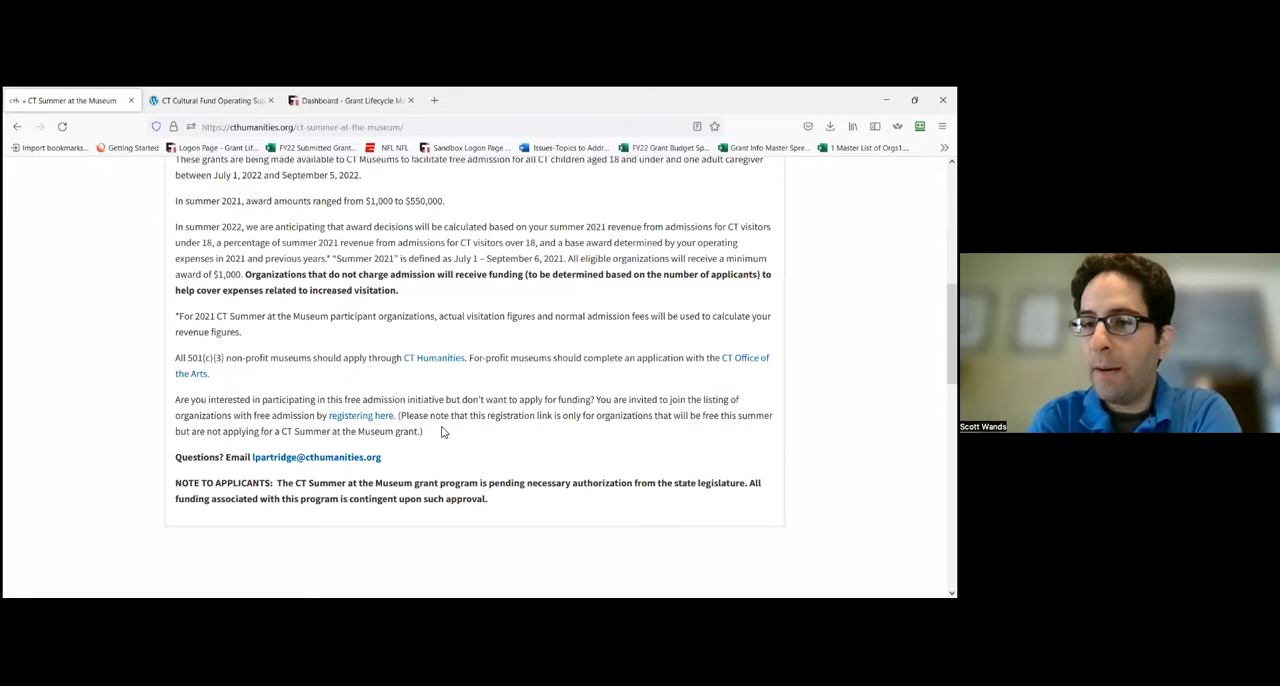 cth » CT Summer at the Museum
CT Cultural Fund Operating Sup
Dashboard - Grant Lifecycle Ma
https://cthumanities.org/ct-summer-at-the-museum/
Import bookmarks... Getting Started Logon Page - Grant Lif... FY22 Submitted Grant... NFL NFL Sandbox Logon Page ... Issues-Topics to Addr... FY22 Grant Budget Sp... Grant Info Master Spre... 1 Master List of Orgs1....
These grants are being made available to CT Museums to facilitate free admission for all CT children aged 18 and under and one adult caregiver
between July 1, 2022 and September 5, 2022.
In summer 2021, award amounts ranged from $1,000 to $550,000.
In summer 2022, we are anticipating that award decisions will be calculated based on your summer 2021 revenue from admissions for CT visitors
under 18, a percentage of summer 2021 revenue from admissions for CT visitors over 18, and a base award determined by your operating
expenses in 2021 and previous years.* "Summer 2021" is defined as July 1 – September 6, 2021. All eligible organizations will receive a minimum
award of $1,000. Organizations that do not charge admission will receive funding (to be determined based on the number of applicants) to
help cover expenses related to increased visitation.
*For 2021 CT Summer at the Museum participant organizations, actual visitation figures and normal admission fees will be used to calculate your
revenue figures.
All 501(c)(3) non-profit museums should apply through CT Humanities. For-profit museums should complete an application with the CT Office of
the Arts.
Are you interested in participating in this free admission initiative but don't want to apply for funding? You are invited to join the listing of
organizations with free admission by registering here. (Please note that this registration link is only for organizations that will be free this summer
but are not applying for a CT Summer at the Museum grant.)
Questions? Email lpartridge@cthumanities.org
NOTE TO APPLICANTS: The CT Summer at the Museum grant program is pending necessary authorization from the state legislature. All
funding associated with this program is contingent upon such approval.
Scott Wands